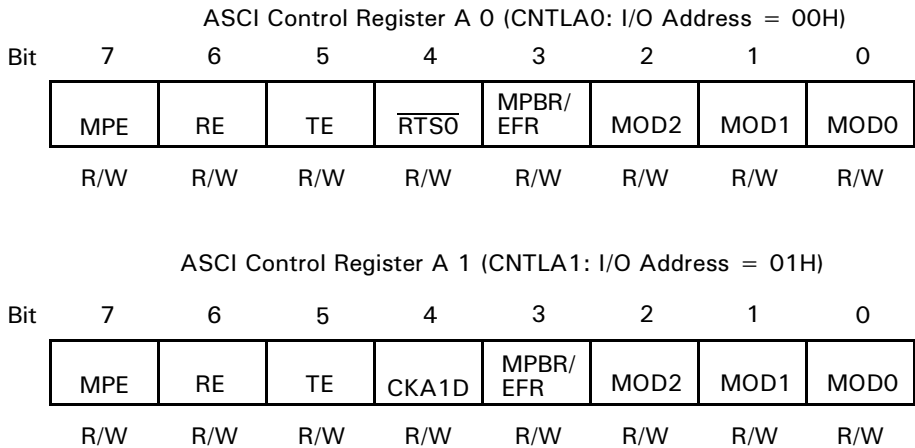 ASCI Control Register A 0 (CNTLA0: I/O Address = 00H)
Bit 7 6 5 4 3 2 1 0
MPE RE TE RTS0 MPBR/EFR MOD2 MOD1 MOD0
R/W R/W R/W R/W R/W R/W R/W R/W
ASCI Control Register A 1 (CNTLA1: I/O Address = 01H)
Bit 7 6 5 4 3 2 1 0
MPE RE TE CKA1D MPBR/EFR MOD2 MOD1 MOD0
R/W R/W R/W R/W R/W R/W R/W R/W